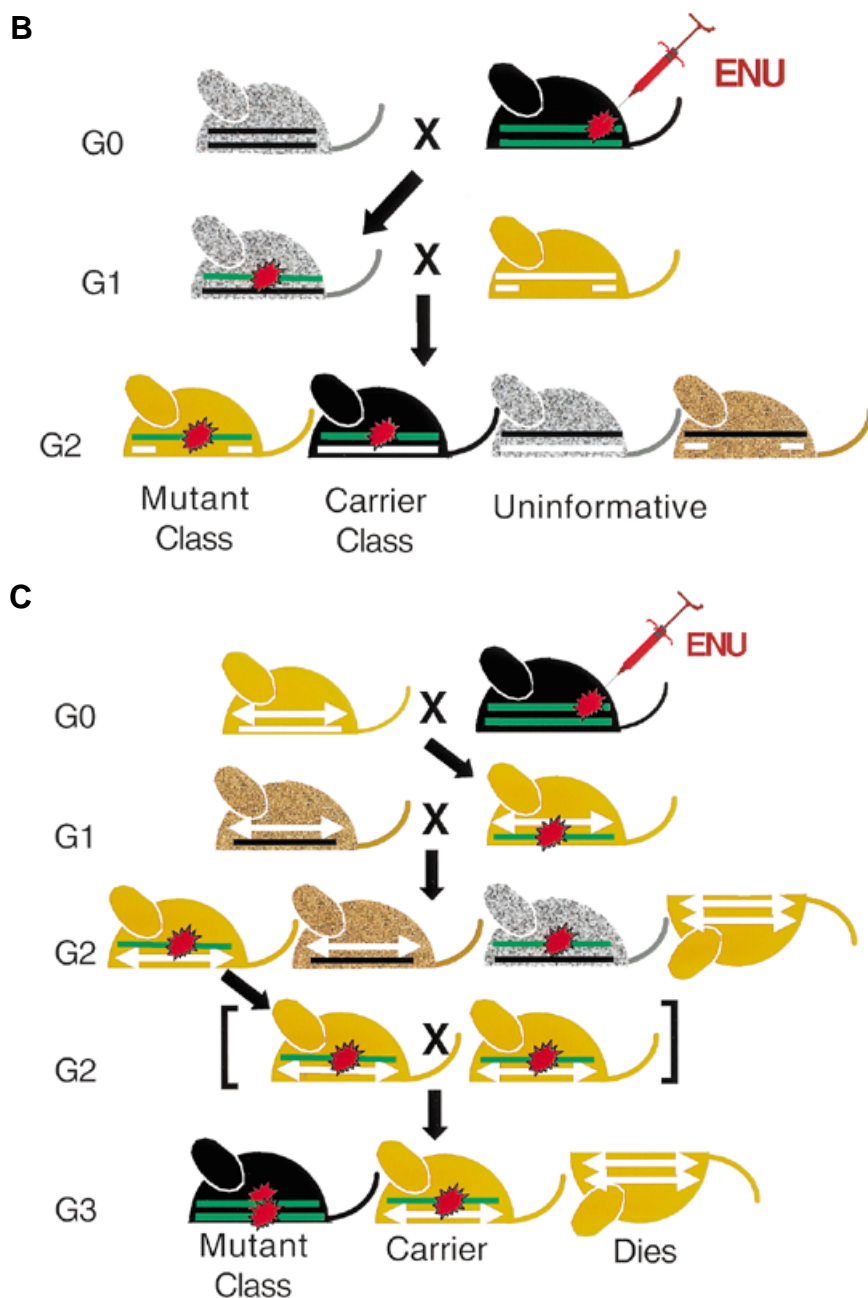 B
ENU
G0
X
G1
X
G2
Mutant
Class
Carrier
Class
Uninformative
C
ENU
G0
X
G1
X
G2
G2
[
X
]
G3
Mutant
Class
Carrier
Dies